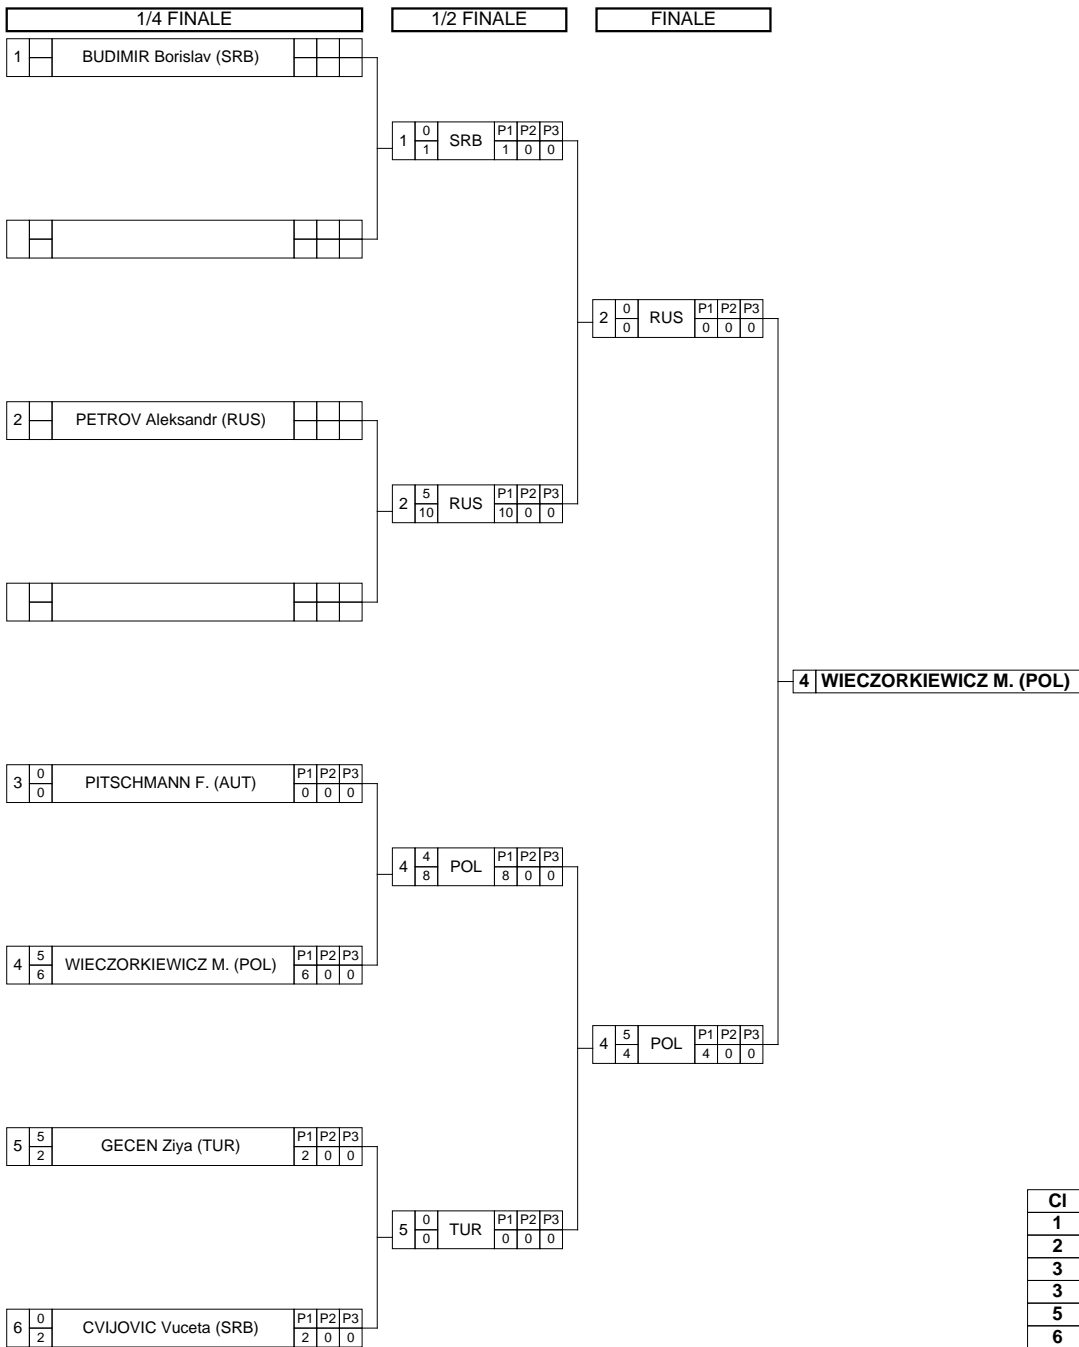 1/4 FINALE 1/2 FINALE FINALE
1 BUDIMIR Borislav (SRB)
1 0 1 SRB P1 P2 P3 1 0 0
2 0 0 RUS P1 P2 P3 0 0 0
2 PETROV Aleksandr (RUS)
2 5 10 RUS P1 P2 P3 10 0 0
4 WIECZORKIEWICZ M. (POL)
3 0 0 PITSCHMANN F. (AUT) P1 P2 P3 0 0 0
4 4 8 POL P1 P2 P3 8 0 0
4 5 6 WIECZORKIEWICZ M. (POL) P1 P2 P3 6 0 0
4 5 4 POL P1 P2 P3 4 0 0
5 5 2 GECEN Ziya (TUR) P1 P2 P3 2 0 0
5 0 0 TUR P1 P2 P3 0 0 0
6 0 2 CVIJOVIC Vuceta (SRB) P1 P2 P3 2 0 0
Cl
1
2
3
3
5
6